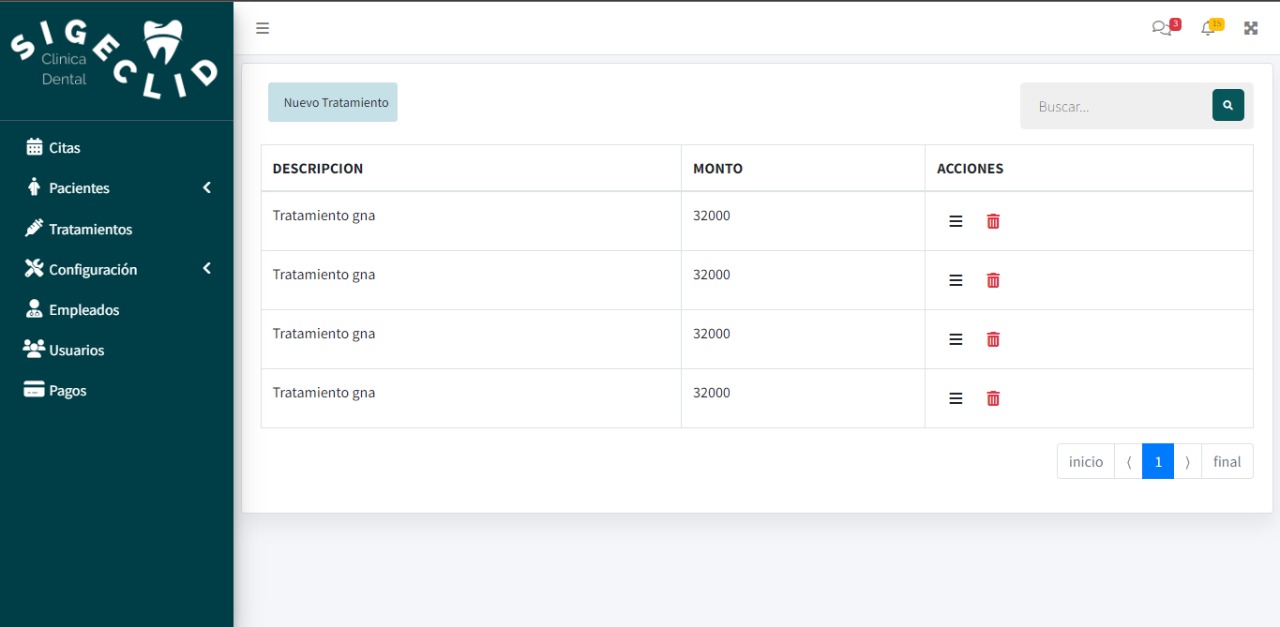 SIGECLID
Clinica
Dental
3
15
Nuevo Tratamiento
Buscar...
Citas
Pacientes
Tratamientos
Configuración
Empleados
Usuarios
Pagos
DESCRIPCION MONTO ACCIONES
Tratamiento gna 32000
Tratamiento gna 32000
Tratamiento gna 32000
Tratamiento gna 32000
inicio ⟨ 1 ⟩ final